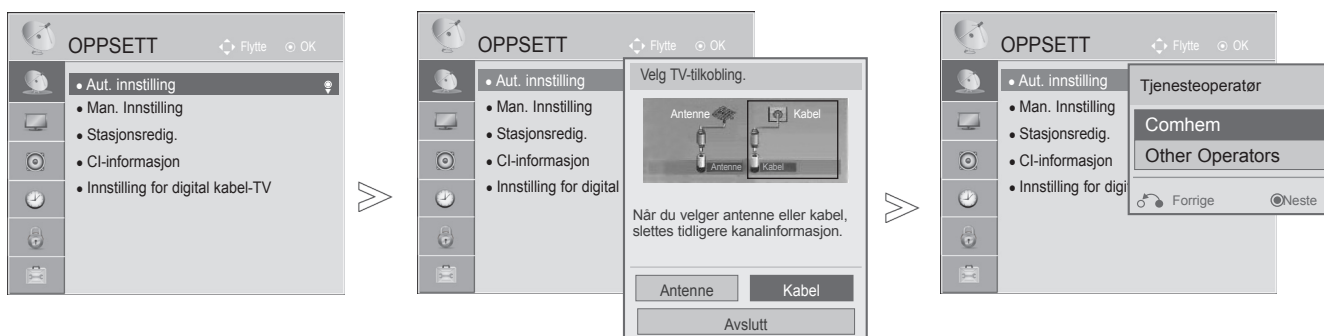 OPPSETT
Flytte OK
Aut. innstilling
Man. Innstilling
Stasjonsredig.
CI-informasjon
Innstilling for digital kabel-TV
OPPSETT
Flytte OK
Aut. innstilling
Man. Innstilling
Stasjonsredig.
CI-informasjon
Innstilling for digital
Velg TV-tilkobling.
Antenne Kabel
Antenne Kabel
Når du velger antenne eller kabel,
slettes tidligere kanalinformasjon.
Antenne Kabel
Avslutt
OPPSETT
Flytte OK
Aut. innstilling
Man. Innstilling
Stasjonsredig.
CI-informasjon
Innstilling for digi
Tjenesteoperatør
Comhem
Other Operators
Forrige Neste